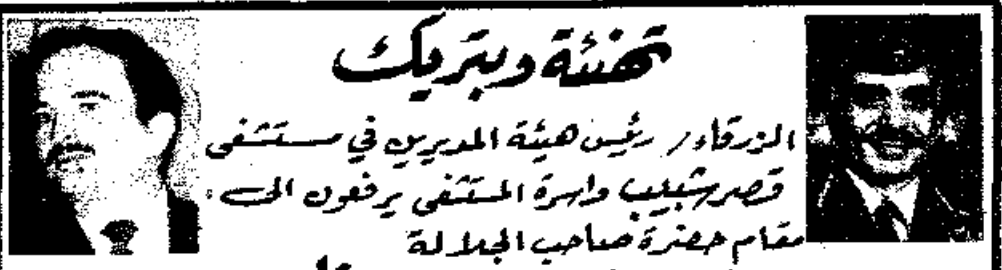 تهنئة وتبريك
الزرقاء/ رئيس هيئة المديرين في مستشفى
قصر شبيب واسرة المستشفى يرفعون الى :
مقام حضرة صاحب الجلالة